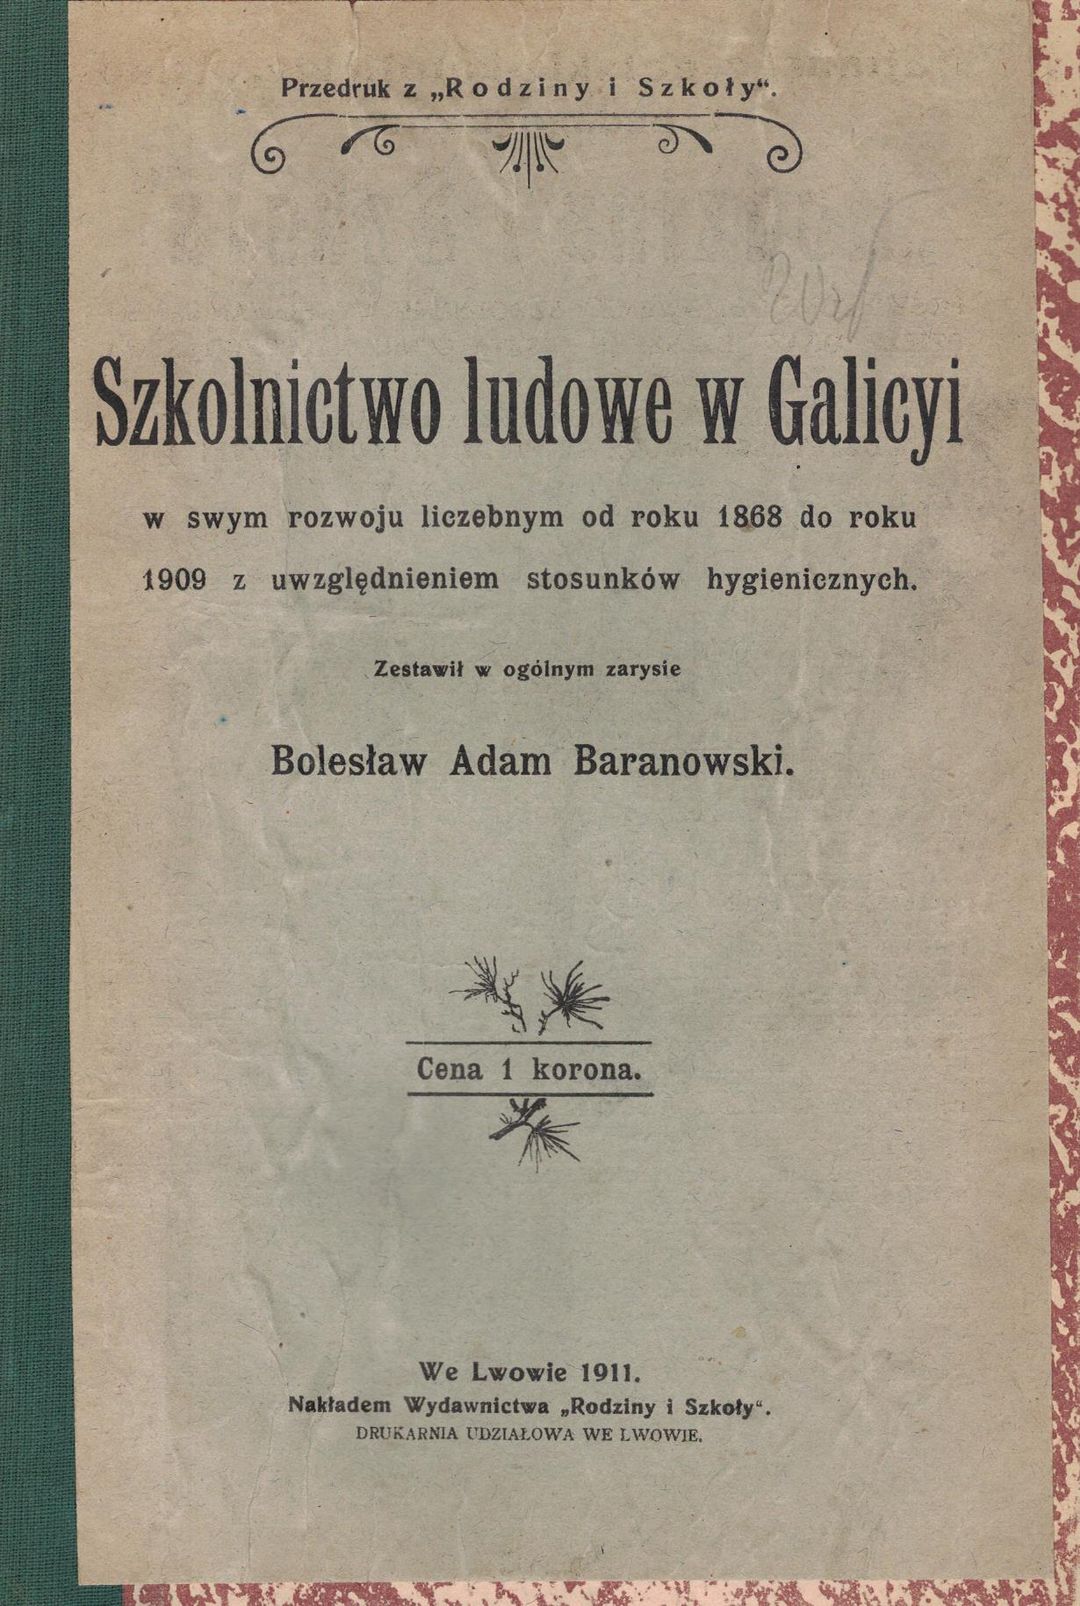 Przedruk z „Rodziny i Szkoły“.
Szkolnictwo ludowe w Galicyi
w swym rozwoju liczebnym od roku 1868 do roku
1909 z uwzględnieniem stosunków hygienicznych.
Zestawił w ogólnym zarysie
Bolesław Adam Baranowski.
Cena 1 korona.
We Lwowie 1911.
Nakładem Wydawnictwa „Rodziny i Szkoły“.
DRUKARNIA UDZIAŁOWA WE LWOWIE.